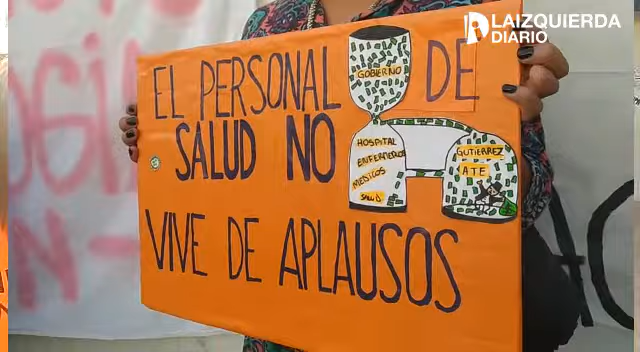 LAIZQUIERDA
DIARIO
EL PERSONAL DE
SALUD NO
VIVE DE APLAUSOS
GOBIERNO
HOSPITAL
ENFERMEROS
MEDICOS
SALUD
GUTIERREZ
ATE